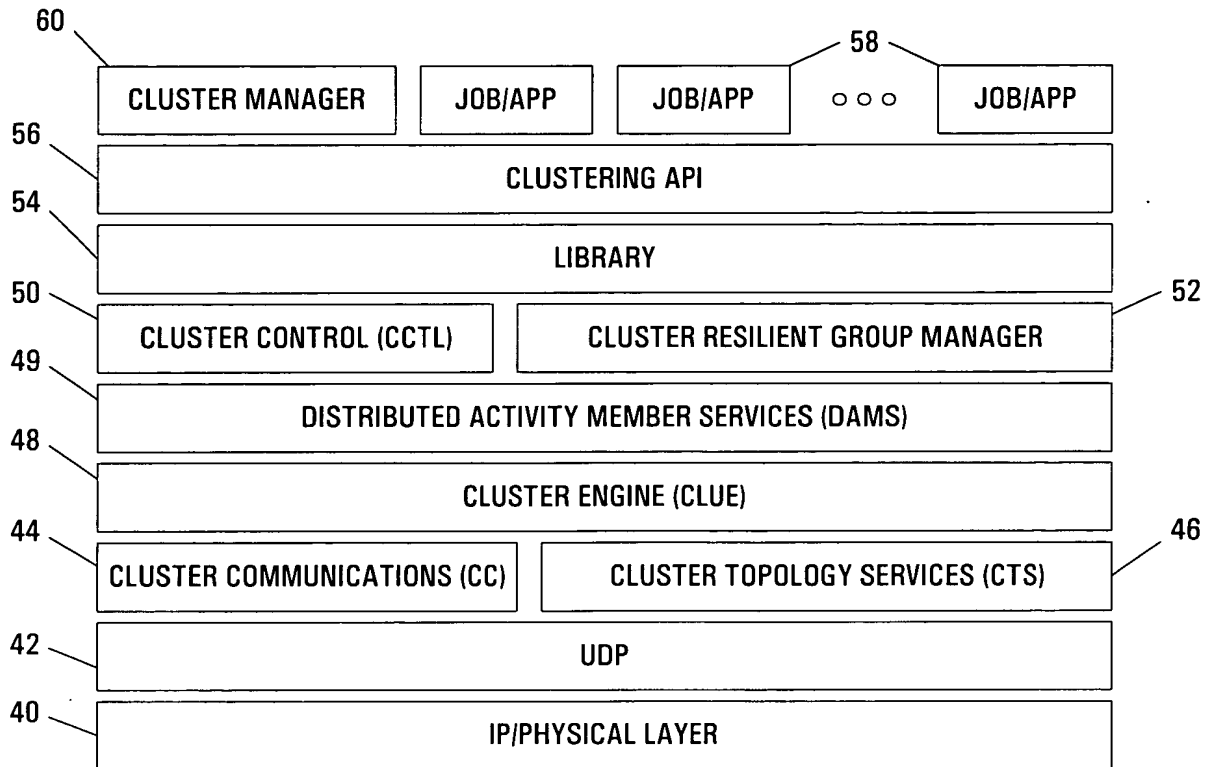 60
58
CLUSTER MANAGER JOB/APP JOB/APP JOB/APP
56
CLUSTERING API
54
LIBRARY
50
52
CLUSTER CONTROL (CCTL) CLUSTER RESILIENT GROUP MANAGER
49
DISTRIBUTED ACTIVITY MEMBER SERVICES (DAMS)
48
CLUSTER ENGINE (CLUE)
44
46
CLUSTER COMMUNICATIONS (CC) CLUSTER TOPOLOGY SERVICES (CTS)
42
UDP
40
IP/PHYSICAL LAYER